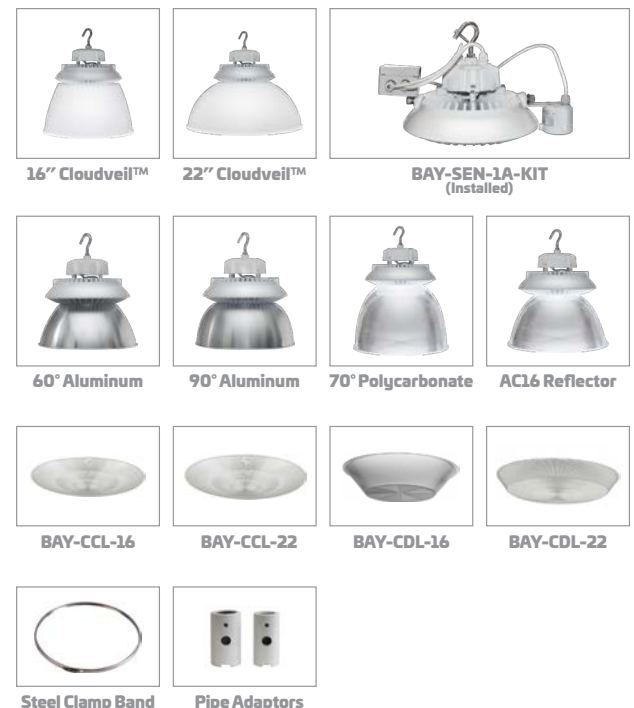 16″ Cloudveil™
22″ Cloudveil™
BAY-SEN-1A-KIT
(Installed)
60° Aluminum
90° Aluminum
70° Polycarbonate
AC16 Reflector
BAY-CCL-16
BAY-CCL-22
BAY-CDL-16
BAY-CDL-22
Steel Clamp Band
Pipe Adaptors